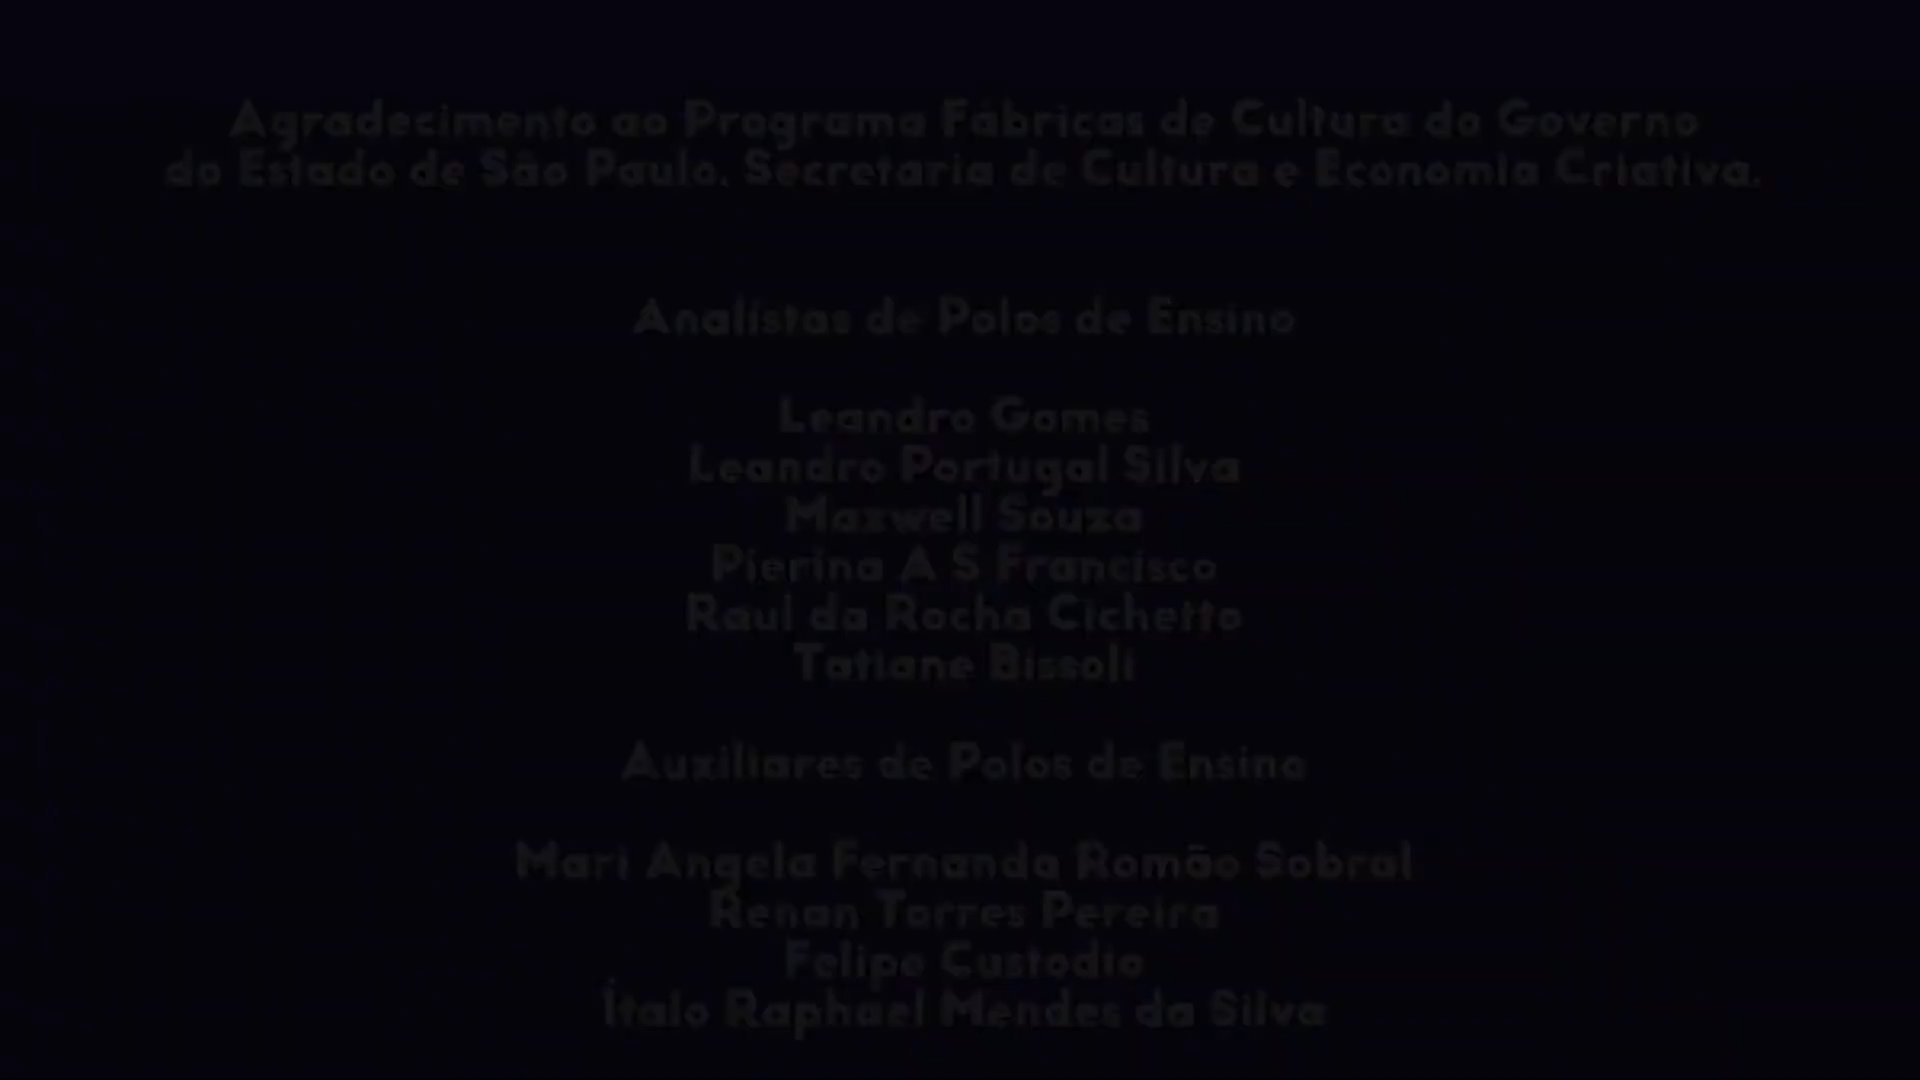 Agradecimento ao Programa Fábricas de Cultura do Governo
do Estado de São Paulo. Secretaria de Cultura e Economia Criativa.
Analistas de Polos de Ensino
Leandro Gomes
Leandro Portugal Silva
Maxwell Souza
Pierina A S Francisco
Raul da Rocha Cichetto
Tatiane Bissoli
Auxiliares de Polos de Ensino
Mari Angela Fernanda Romão Sobral
Renan Torres Pereira
Felipe Custodio
Ítalo Raphael Mendes da Silva